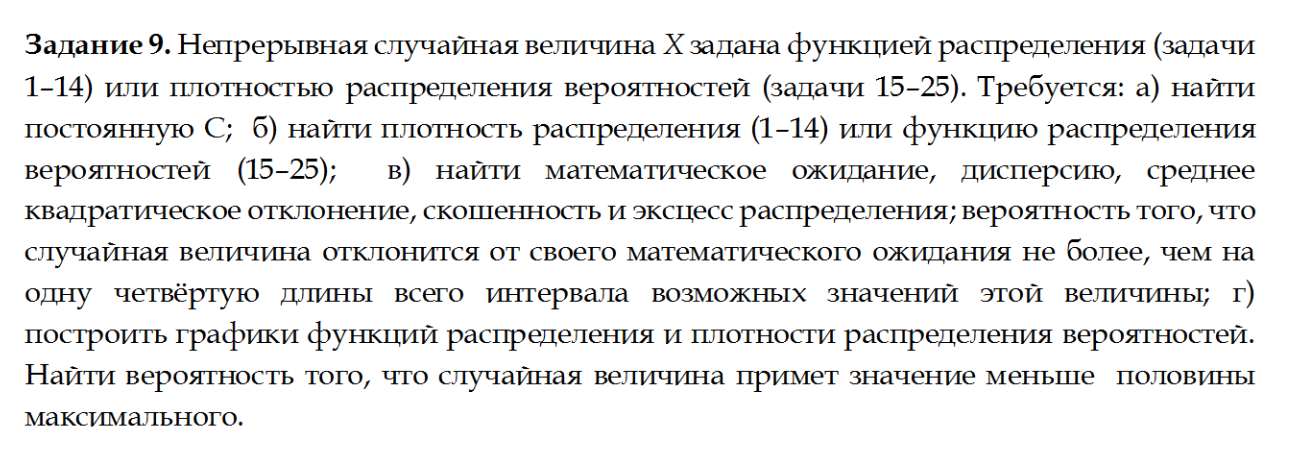 Задание 9. Непрерывная случайная величина X задана функцией распределения (задачи
1–14) или плотностью распределения вероятностей (задачи 15–25). Требуется: а) найти
постоянную С; б) найти плотность распределения (1–14) или функцию распределения
вероятностей (15–25); в) найти математическое ожидание, дисперсию, среднее
квадратическое отклонение, скошенность и эксцесс распределения; вероятность того, что
случайная величина отклонится от своего математического ожидания не более, чем на
одну четвёртую длины всего интервала возможных значений этой величины; г)
построить графики функций распределения и плотности распределения вероятностей.
Найти вероятность того, что случайная величина примет значение меньше половины
максимального.